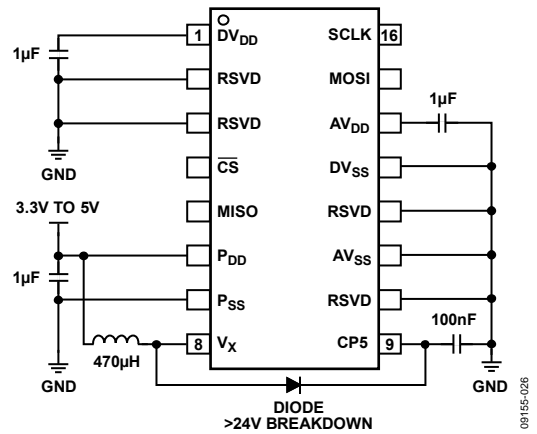 1 DVDD SCLK 16
1µF
RSVD MOSI
1µF
RSVD AVDD
GND
CS DVSS
3.3V TO 5V
MISO RSVD
PDD AVSS
1µF
PSS RSVD
100nF
8 VX CP5 9
470µH
GND
GND
DIODE
>24V BREAKDOWN
09155-026